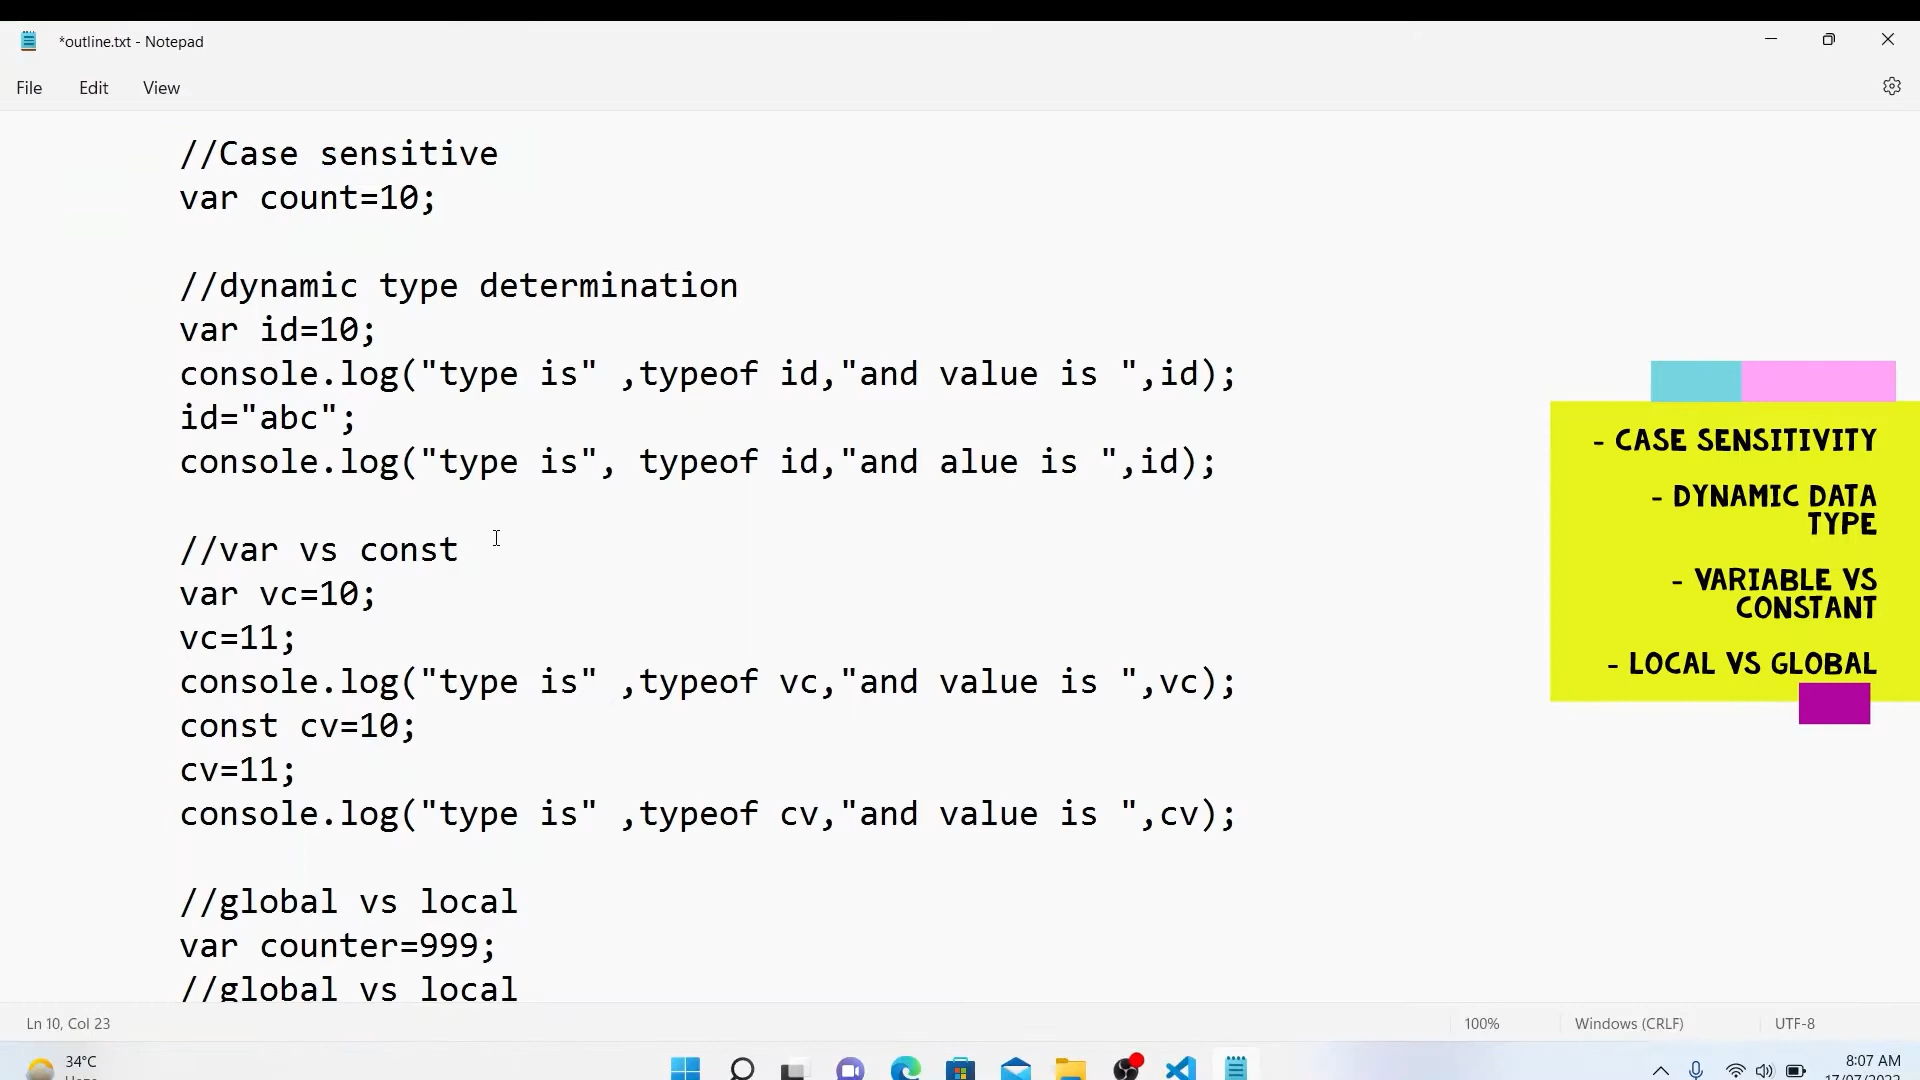 *outline.txt - Notepad
File Edit View
//Case sensitive
var count=10;
//dynamic type determination
var id=10;
console.log("type is" ,typeof id,"and value is ",id);
id="abc";
console.log("type is", typeof id,"and alue is ",id);
//var vs const
var vc=10;
vc=11;
console.log("type is" ,typeof vc,"and value is ",vc);
const cv=10;
cv=11;
console.log("type is" ,typeof cv,"and value is ",cv);
//global vs local
var counter=999;
//global vs local
- CASE SENSITIVITY
- DYNAMIC DATA
TYPE
- VARIABLE VS
CONSTANT
- LOCAL VS GLOBAL
Ln 10, Col 23
100%
Windows (CRLF)
UTF-8
34°C
8:07 AM